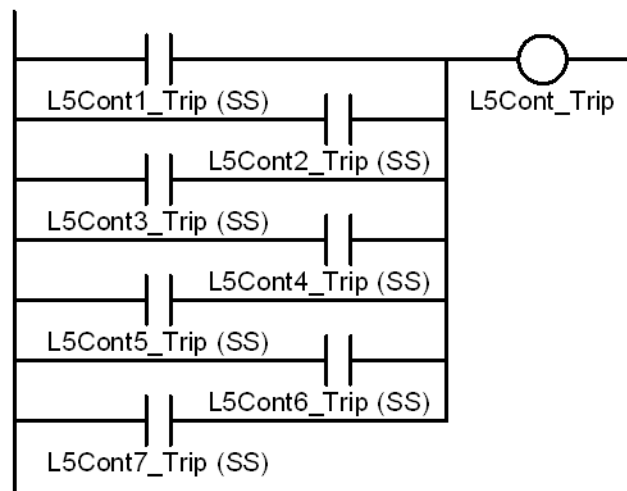 L5Cont1_Trip (SS)
L5Cont_Trip
L5Cont2_Trip (SS)
L5Cont3_Trip (SS)
L5Cont4_Trip (SS)
L5Cont5_Trip (SS)
L5Cont6_Trip (SS)
L5Cont7_Trip (SS)